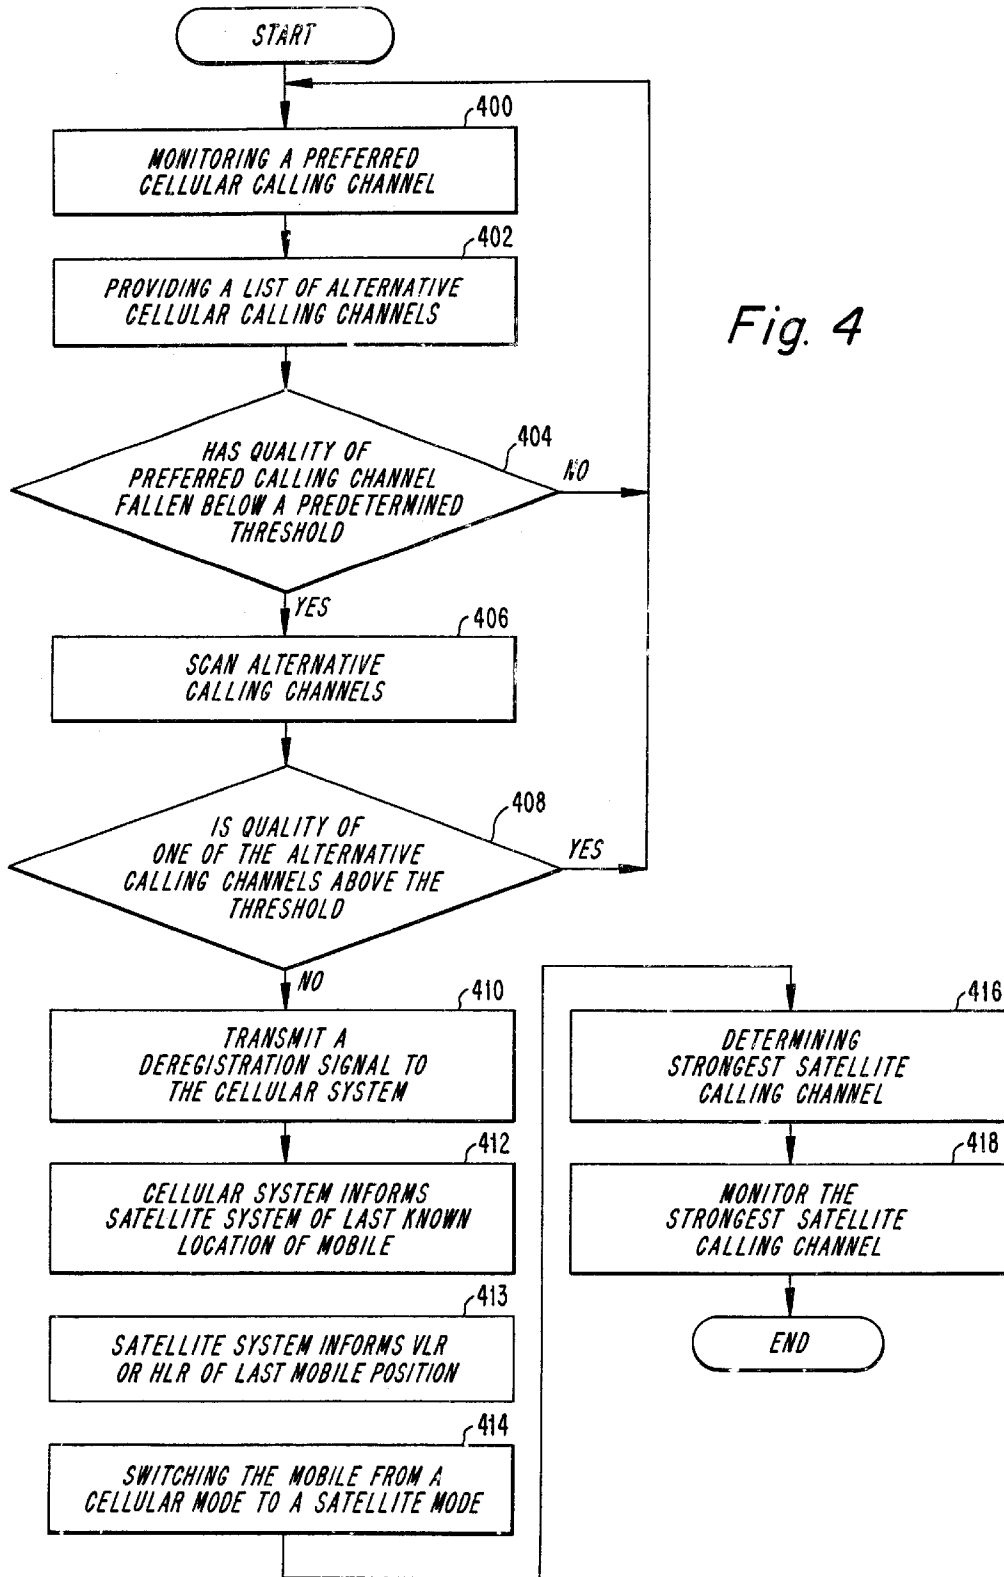 START
400
MONITORING A PREFERRED
CELLULAR CALLING CHANNEL
402
PROVIDING A LIST OF ALTERNATIVE
CELLULAR CALLING CHANNELS
Fig. 4
404
HAS QUALITY OF
PREFERRED CALLING CHANNEL
FALLEN BELOW A PREDETERMINED
THRESHOLD
NO
YES
406
SCAN ALTERNATIVE
CALLING CHANNELS
408
IS QUALITY OF
ONE OF THE ALTERNATIVE
CALLING CHANNELS ABOVE THE
THRESHOLD
YES
NO
410
TRANSMIT A
DEREGISTRATION SIGNAL TO
THE CELLULAR SYSTEM
412
CELLULAR SYSTEM INFORMS
SATELLITE SYSTEM OF LAST KNOWN
LOCATION OF MOBILE
413
SATELLITE SYSTEM INFORMS VLR
OR HLR OF LAST MOBILE POSITION
414
SWITCHING THE MOBILE FROM A
CELLULAR MODE TO A SATELLITE MODE
416
DETERMINING
STRONGEST SATELLITE
CALLING CHANNEL
418
MONITOR THE
STRONGEST SATELLITE
CALLING CHANNEL
END